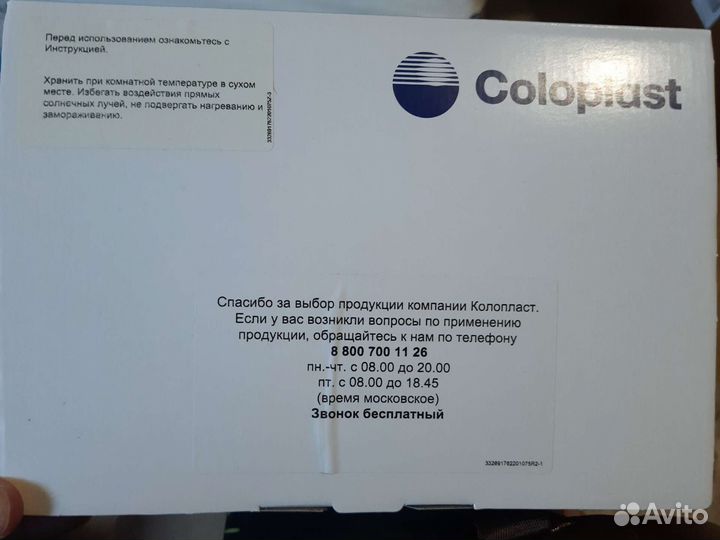 Перед использованием ознакомьтесь с
Инструкцией.
Хранить при комнатной температуре в сухом
месте. Избегать воздействия прямых
солнечных лучей, не подвергать нагреванию и
замораживанию.
Coloplast
Спасибо за выбор продукции компании Колопласт.
Если у вас возникли вопросы по применению
продукции, обращайтесь к нам по телефону
8 800 700 11 26
пн.-чт. с 08.00 до 20.00
пт. с 08.00 до 18.45
(время московское)
Звонок бесплатный
Avito